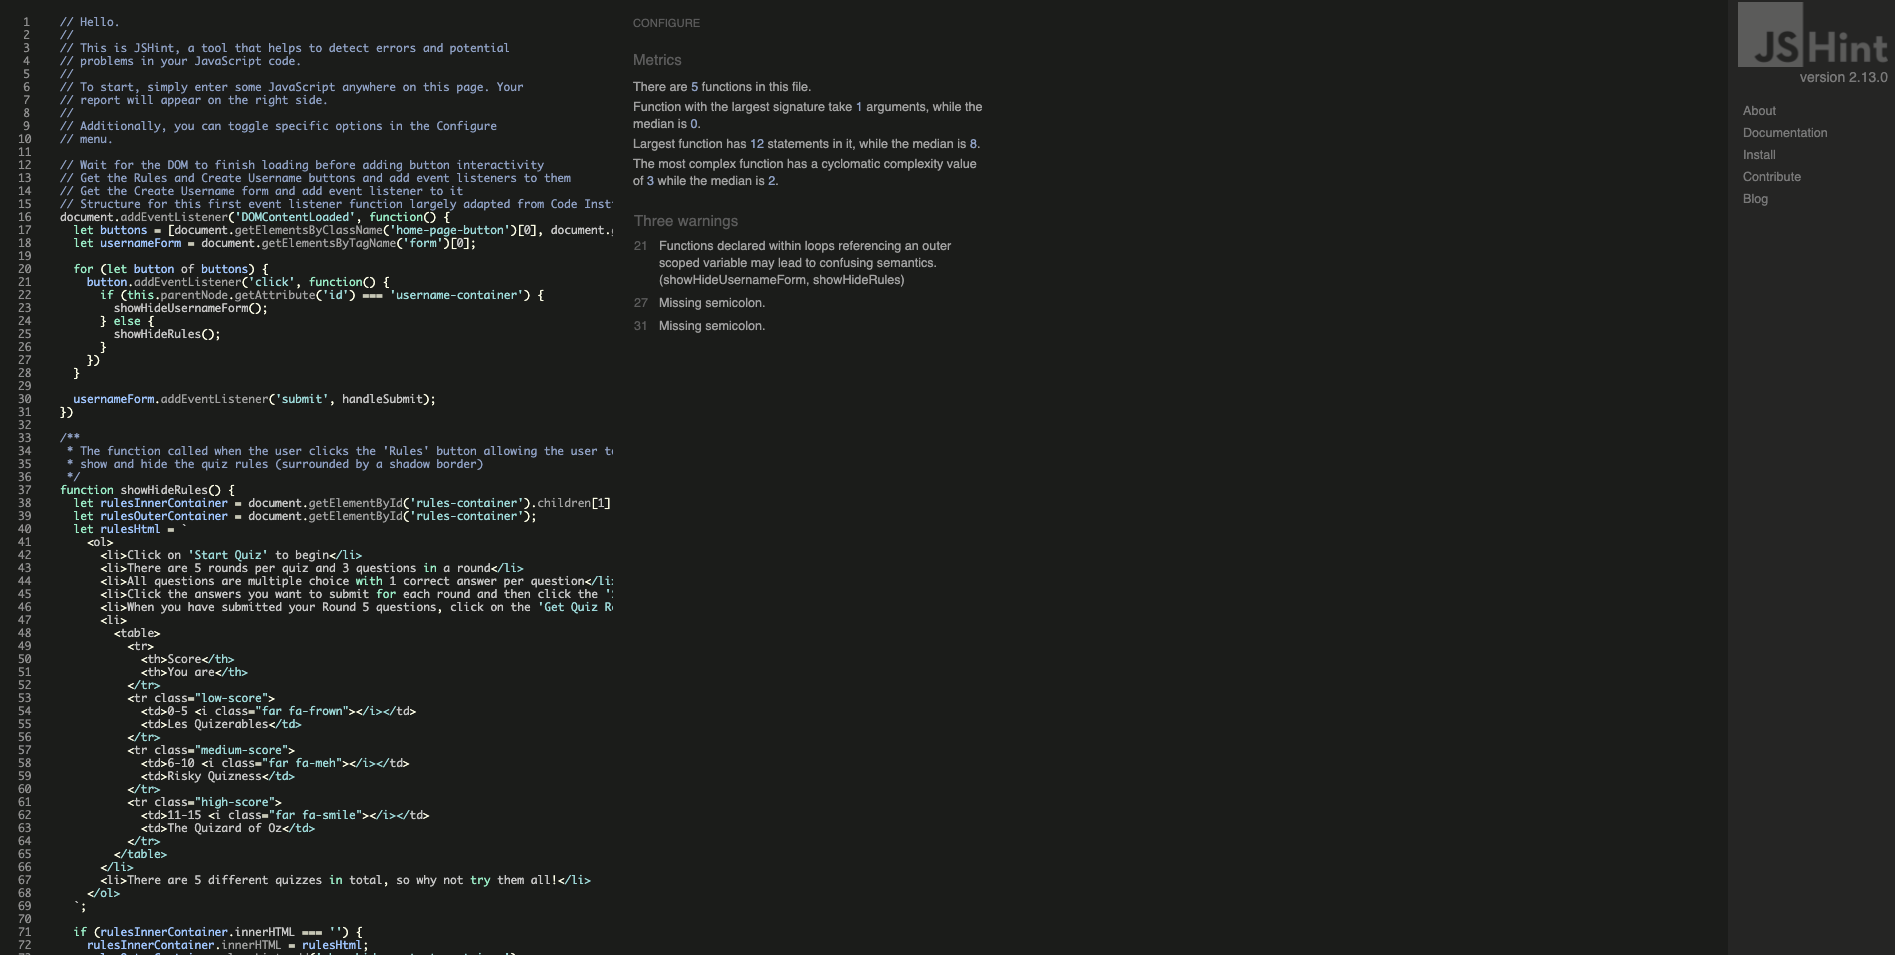 1 // Hello.
2 //
3 // This is JSHint, a tool that helps to detect errors and potential
4 // problems in your JavaScript code.
5 //
6 // To start, simply enter some JavaScript anywhere on this page. Your
7 // report will appear on the right side.
8 //
9 // Additionally, you can toggle specific options in the Configure
10 // menu.
11
12 // Wait for the DOM to finish loading before adding button interactivity
13 // Get the Rules and Create Username buttons and add event listeners to them
14 // Get the Create Username form and add event listener to it
15 // Structure for this first event listener function largely adapted from Code Inst
16 document.addEventListener('DOMContentLoaded', function() {
17 let buttons = [document.getElementsByClassName('home-page-button')[0], document.
18 let usernameForm = document.getElementsByTagName('form')[0];
19
20 for (let button of buttons) {
21 button.addEventListener('click', function() {
22 if (this.parentNode.getAttribute('id') === 'username-container') {
23 showHideUsernameForm();
24 } else {
25 showHideRules();
26 }
27 })
28 }
29
30 usernameForm.addEventListener('submit', handleSubmit);
31 })
32
33 /**
34 * The function called when the user clicks the 'Rules' button allowing the user to
35 * show and hide the quiz rules (surrounded by a shadow border)
36 */
37 function showHideRules() {
38 let rulesInnerContainer = document.getElementById('rules-container').children[1]
39 let rulesOuterContainer = document.getElementById('rules-container');
40 let rulesHtml = `
41 <ol>
42 <li>Click on 'Start Quiz' to begin</li>
43 <li>There are 5 rounds per quiz and 3 questions in a round</li>
44 <li>All questions are multiple choice with 1 correct answer per question</li>
45 <li>Click the answers you want to submit for each round and then click the '
46 <li>When you have submitted your Round 5 questions, click on the 'Get Quiz R
47 <li>
48 <table>
49 <tr>
50 <th>Score</th>
51 <th>You are</th>
52 </tr>
53 <tr class="low-score">
54 <td>0-5 <i class="far fa-frown"></i></td>
55 <td>Les Quizerables</td>
56 </tr>
57 <tr class="medium-score">
58 <td>6-10 <i class="far fa-meh"></i></td>
59 <td>Risky Quizness</td>
60 </tr>
61 <tr class="high-score">
62 <td>11-15 <i class="far fa-smile"></i></td>
63 <td>The Quizard of Oz</td>
64 </tr>
65 </table>
66 </li>
67 <li>There are 5 different quizzes in total, so why not try them all!</li>
68 </ol>
69 `;
70
71 if (rulesInnerContainer.innerHTML === '') {
72 rulesInnerContainer.innerHTML = rulesHtml;
CONFIGURE
Metrics
There are 5 functions in this file.
Function with the largest signature take 1 arguments, while the
median is 0.
Largest function has 12 statements in it, while the median is 8.
The most complex function has a cyclomatic complexity value
of 3 while the median is 2.
Three warnings
21 Functions declared within loops referencing an outer
scoped variable may lead to confusing semantics.
(showHideUsernameForm, showHideRules)
27 Missing semicolon.
31 Missing semicolon.
JSHint
version 2.13.0
About
Documentation
Install
Contribute
Blog